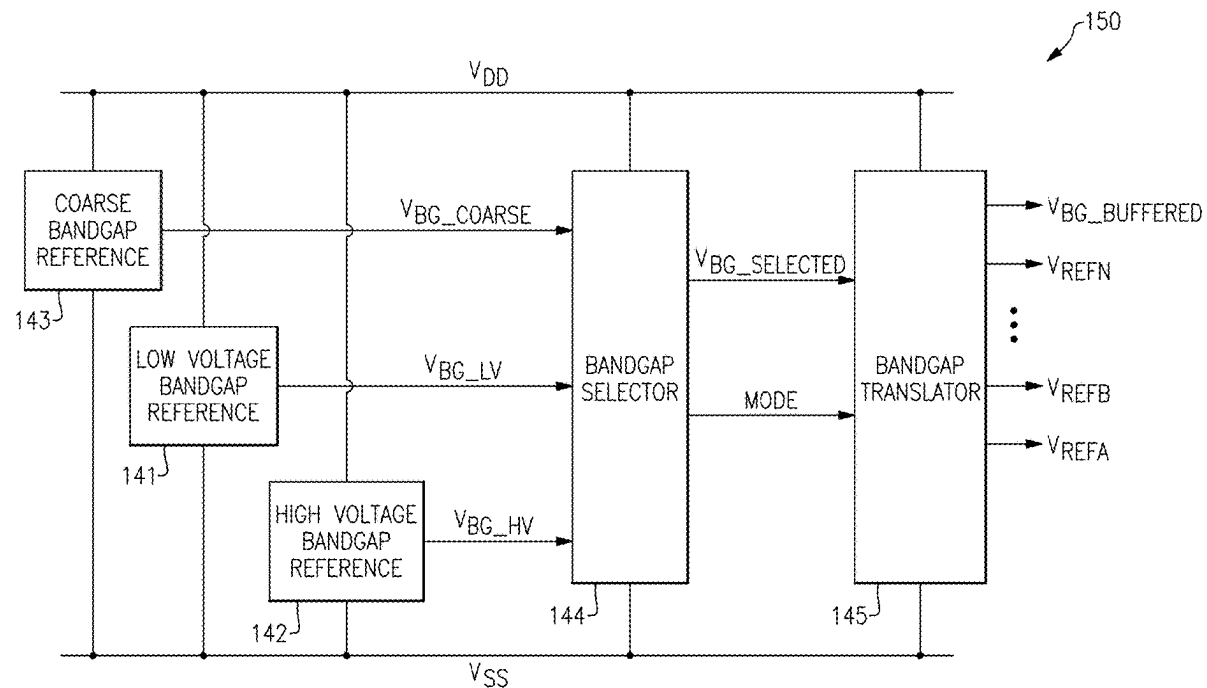 150
VDD
COARSE
BANDGAP
REFERENCE
143
VBG_COARSE
LOW VOLTAGE
BANDGAP
REFERENCE
141
VBG_LV
HIGH VOLTAGE
BANDGAP
REFERENCE
142
VBG_HV
BANDGAP
SELECTOR
144
VBG_SELECTED
MODE
BANDGAP
TRANSLATOR
145
VBG_BUFFERED
VREFN
VREFB
VREFA
VSS